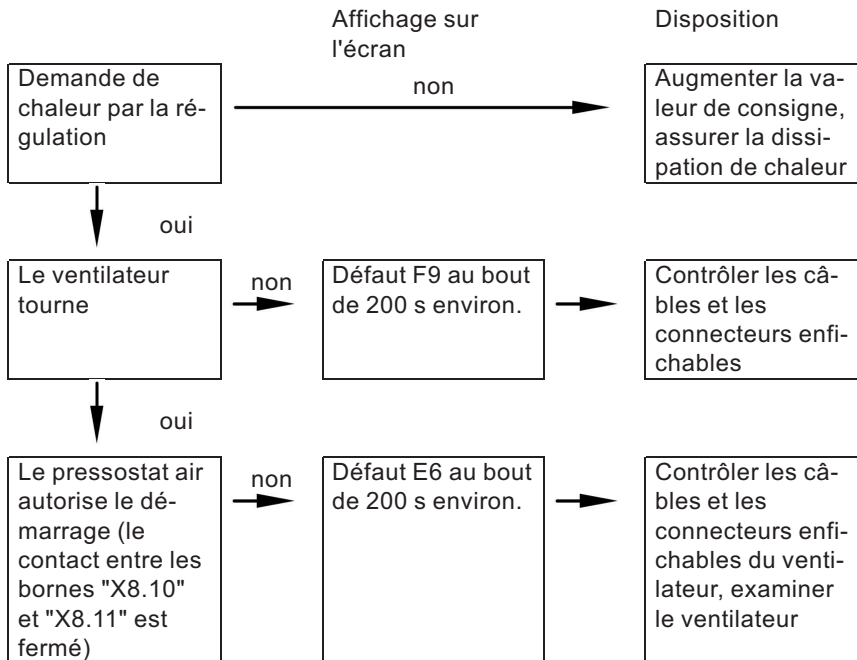 Affichage sur
l'écran
Disposition
Demande de
chaleur par la ré-
gulation
non
Augmenter la va-
leur de consigne,
assurer la dissi-
pation de chaleur
oui
Le ventilateur
tourne
non
Défaut F9 au bout
de 200 s environ.
Contrôler les câ-
bles et les
connecteurs enfi-
chables
oui
Le pressostat air
autorise le dé-
marrage (le
contact entre les
bornes "X8.10"
et "X8.11" est
fermé)
non
Défaut E6 au bout
de 200 s environ.
Contrôler les câ-
bles et les
connecteurs enfi-
chables du venti-
lateur, examiner
le ventilateur